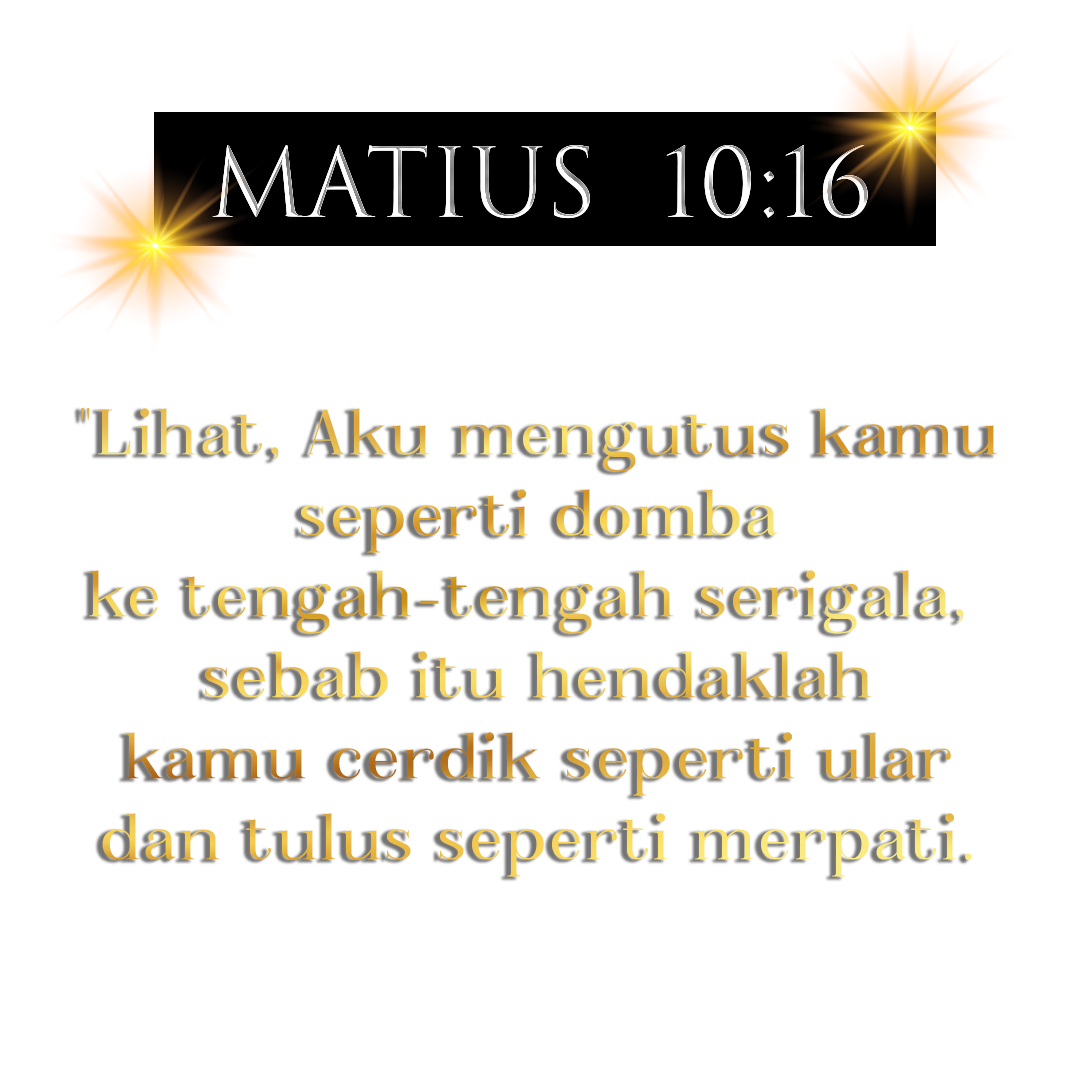 MATIUS 10:16
"Lihat, Aku mengutus kamu
seperti domba
ke tengah-tengah serigala,
sebab itu hendaklah
kamu cerdik seperti ular
dan tulus seperti merpati.